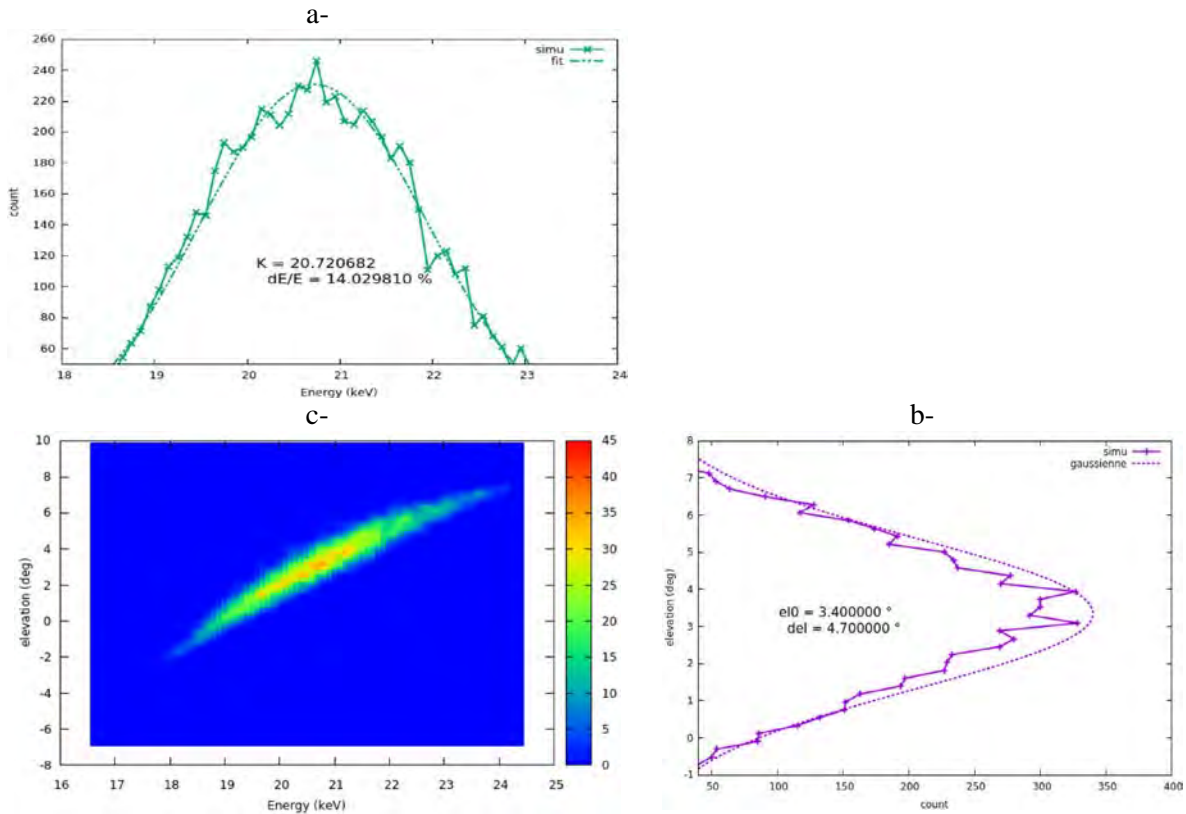 a-
260
240
220
200
180
160
140
120
100
80
60
count
simu
fit
K = 20.720682
dE/E = 14.029810 %
18 19 20 21 22 23 24
Energy (keV)
c-
10
8
6
4
2
0
-2
-4
-6
-8
elevation (deg)
45
40
35
30
25
20
15
10
5
0
16 17 18 19 20 21 22 23 24 25
Energy (keV)
b-
8
7
6
5
4
3
2
1
0
-1
elevation (deg)
simu
gaussienne
el0 = 3.400000 °
del = 4.700000 °
50 100 150 200 250 300 350 400
count